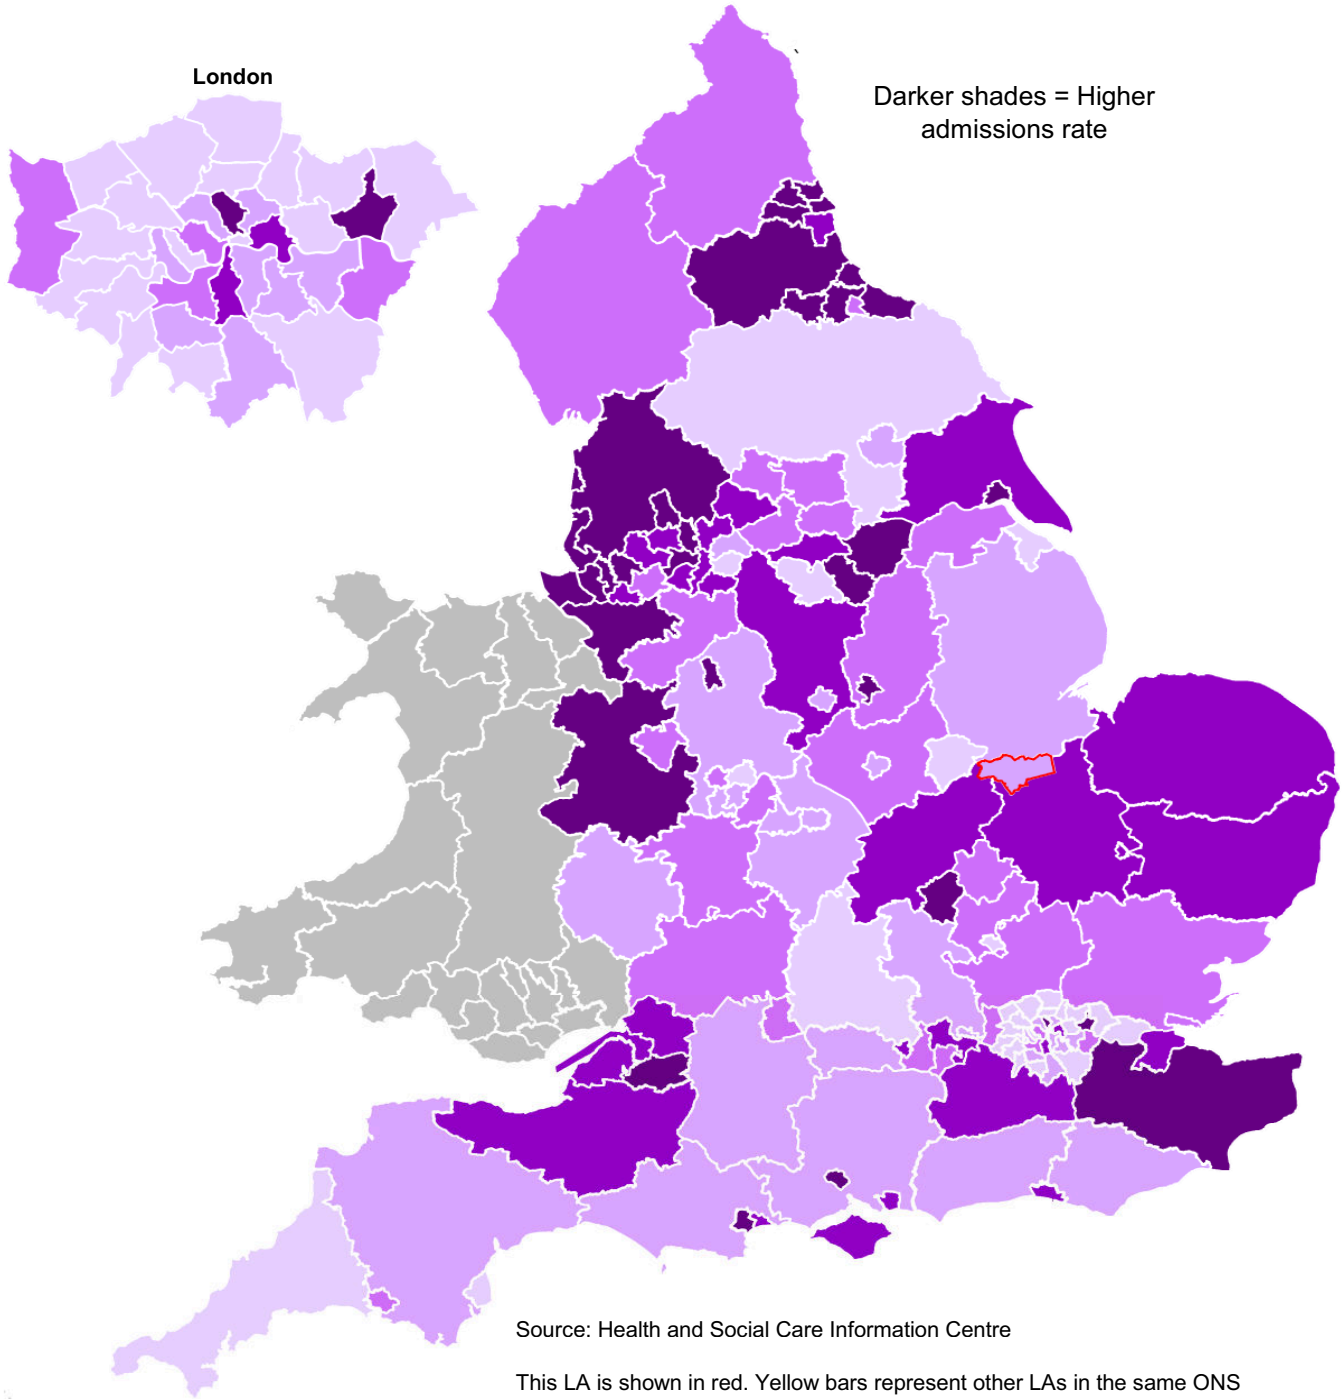 London
Darker shades = Higher
admissions rate
Source: Health and Social Care Information Centre
This LA is shown in red. Yellow bars represent other LAs in the same ONS